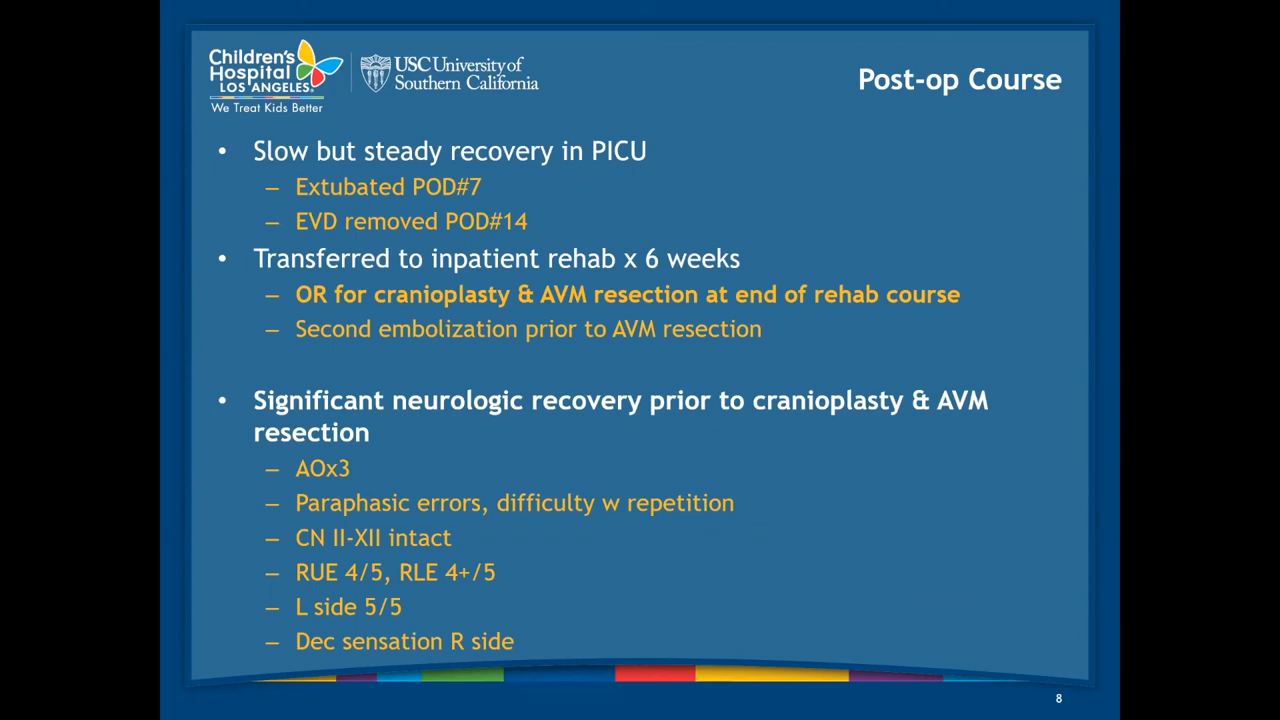 Children's
Hospital
LOS ANGELES®
We Treat Kids Better
USC University of
Southern California
Post-op Course
• Slow but steady recovery in PICU
– Extubated POD#7
– EVD removed POD#14
• Transferred to inpatient rehab x 6 weeks
– OR for cranioplasty & AVM resection at end of rehab course
– Second embolization prior to AVM resection
• Significant neurologic recovery prior to cranioplasty & AVM
resection
– AOx3
– Paraphasic errors, difficulty w repetition
– CN II-XII intact
– RUE 4/5, RLE 4+/5
– L side 5/5
– Dec sensation R side
8